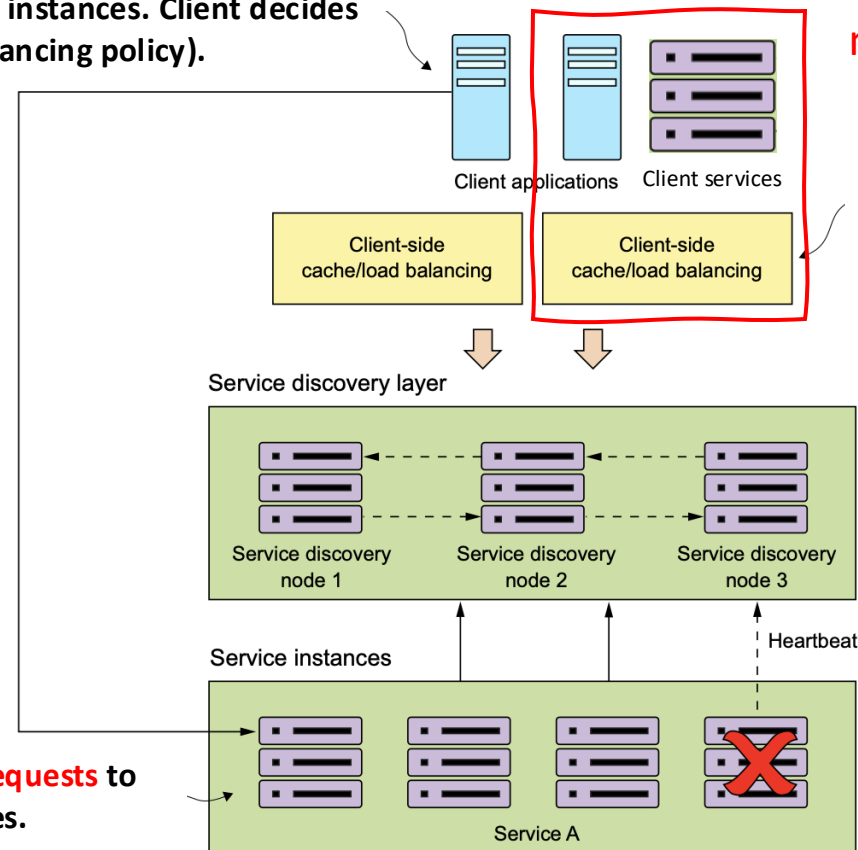 instances. Client decides
ancing policy).
Client applications
Client services
Client-side
cache/load balancing
Client-side
cache/load balancing
Service discovery layer
Service discovery
node 1
Service discovery
node 2
Service discovery
node 3
Heartbeat
Service instances
equests to
es.
Service A